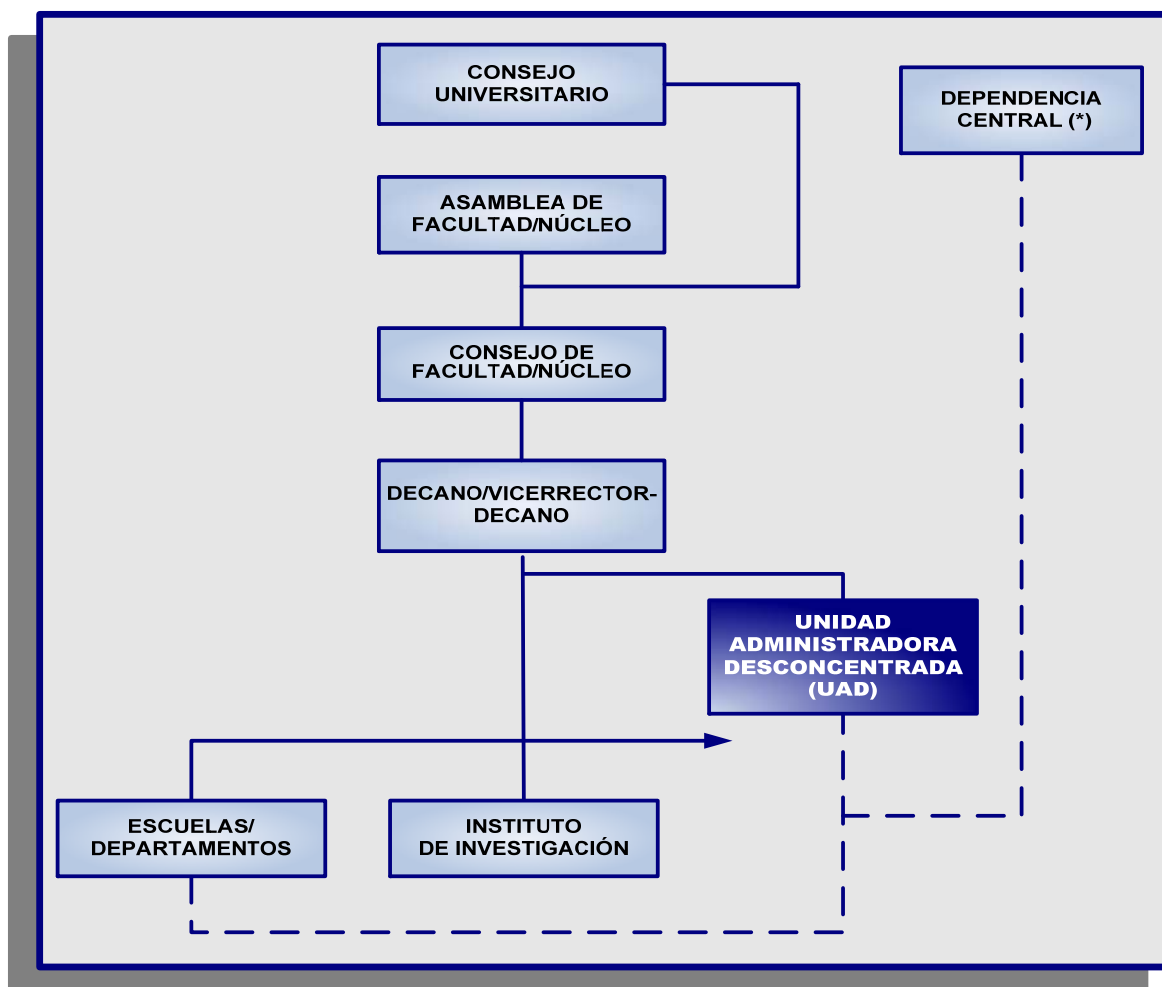 CONSEJO
UNIVERSITARIO
DEPENDENCIA
CENTRAL (*)
ASAMBLEA DE
FACULTAD/NÚCLEO
CONSEJO DE
FACULTAD/NÚCLEO
DECANO/VICERRECTOR-
DECANO
UNIDAD
ADMINISTRADORA
DESCONCENTRADA
(UAD)
ESCUELAS/
DEPARTAMENTOS
INSTITUTO
DE INVESTIGACIÓN